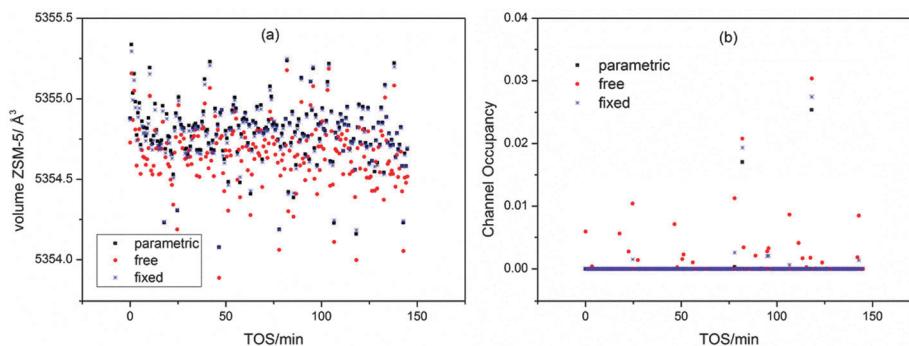 (a)
volume ZSM-5/ Å³
5355.5
5355.0
5354.5
5354.0
parametric
free
fixed
0
50
100
150
TOS/min
(b)
Channel Occupancy
0.04
0.03
0.02
0.01
0.00
parametric
free
fixed
0
50
100
150
TOS/min